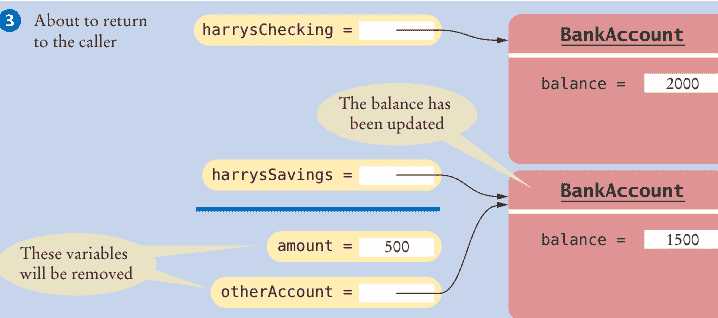 3 About to return
to the caller
harrysChecking =
BankAccount
balance = 2000
The balance has
been updated
harrysSavings =
BankAccount
balance = 1500
amount = 500
These variables
will be removed
otherAccount =